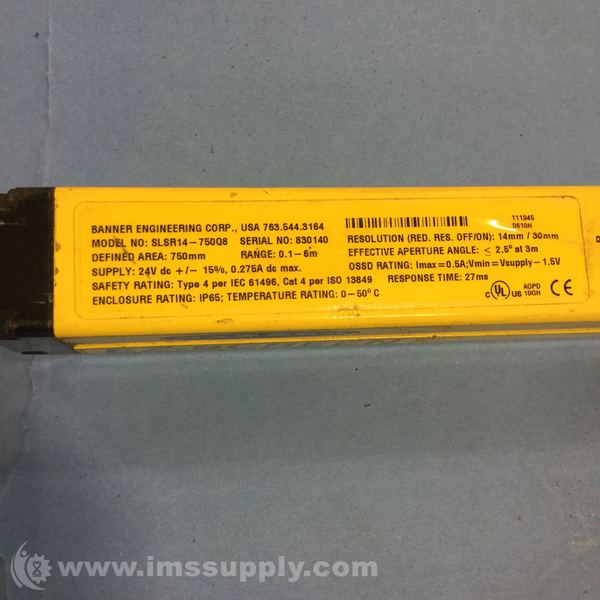 BANNER ENGINEERING CORP., USA 763.544.3164
MODEL NO: SLSR14-750Q8 SERIAL NO: 830140
DEFINED AREA: 750mm RANGE: 0.1-6m
SUPPLY: 24V dc +/- 15%, 0.275A dc max.
SAFETY RATING: Type 4 per IEC 61496, Cat 4 per ISO 13849
ENCLOSURE RATING: IP65; TEMPERATURE RATING: 0-50° C
111945
0610H
RESOLUTION (RED. RES. OFF/ON): 14mm / 30mm
EFFECTIVE APERTURE ANGLE: ≤ 2.5° at 3m
OSSD RATING: Imax=0.5A;Vmin=Vsupply-1.5V
RESPONSE TIME: 27ms
c UL US AOPD
10GH CE
www.imssupply.com